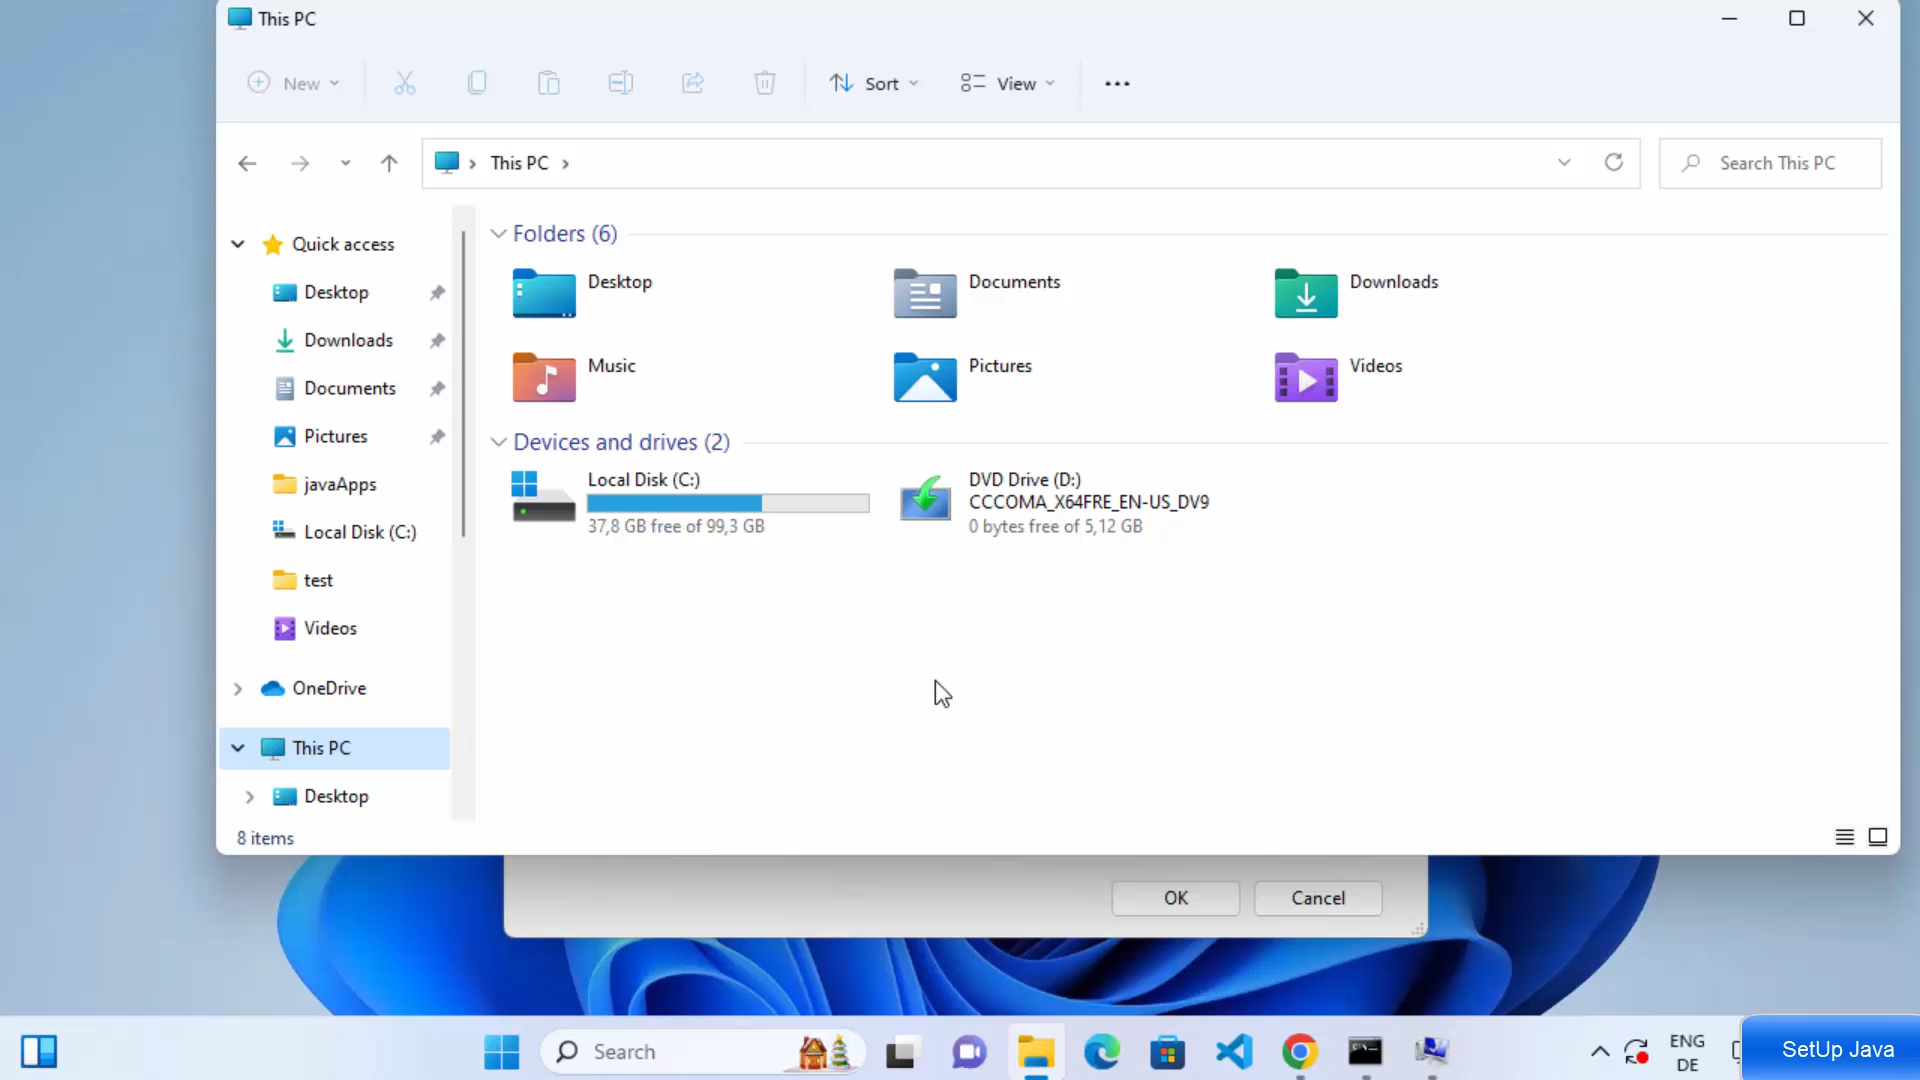 This PC
New
Sort
View
This PC
Search This PC
Quick access
Desktop
Downloads
Documents
Pictures
javaApps
Local Disk (C:)
test
Videos
OneDrive
This PC
Desktop
Folders (6)
Desktop
Documents
Downloads
Music
Pictures
Videos
Devices and drives (2)
Local Disk (C:)
37,8 GB free of 99,3 GB
DVD Drive (D:)
CCCOMA_X64FRE_EN-US_DV9
0 bytes free of 5,12 GB
8 items
OK
Cancel
Search
ENG
DE
SetUp Java